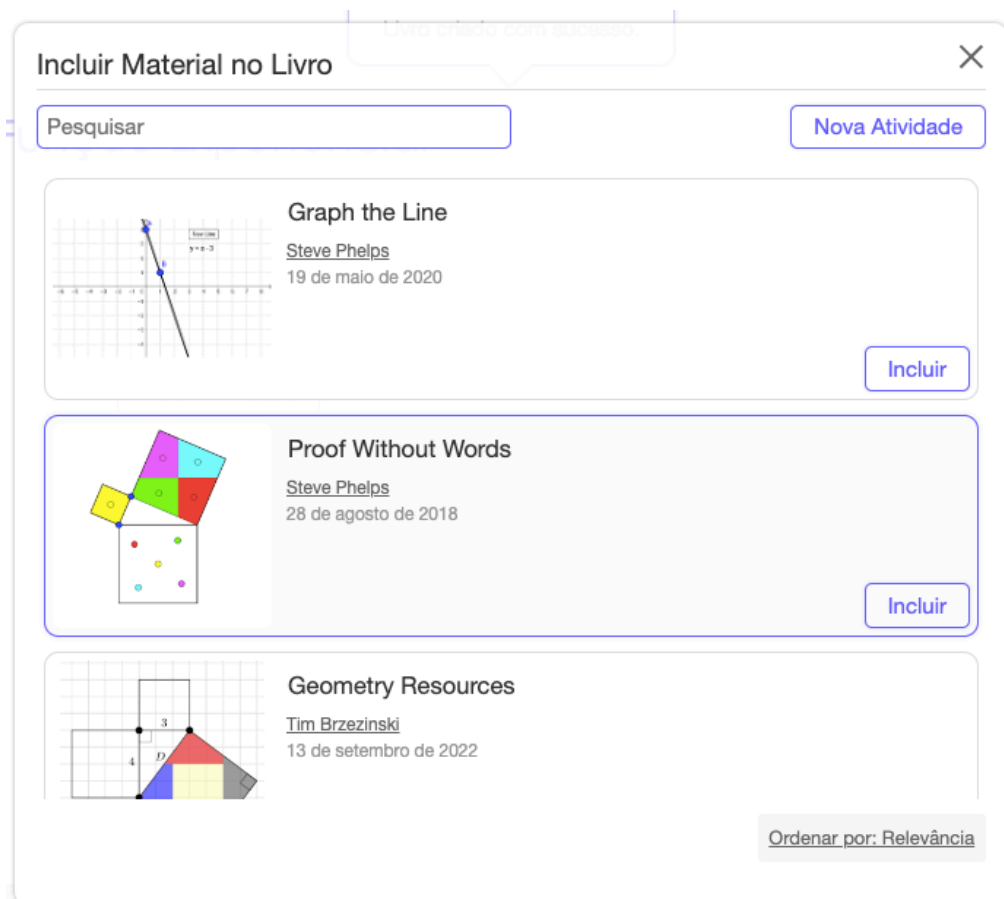 Livro criado com sucesso.
Incluir Material no Livro
Pesquisar
Nova Atividade
Graph the Line
Steve Phelps
19 de maio de 2020
Incluir
Proof Without Words
Steve Phelps
28 de agosto de 2018
Incluir
Geometry Resources
Tim Brzezinski
13 de setembro de 2022
3
4
D
Ordenar por: Relevância